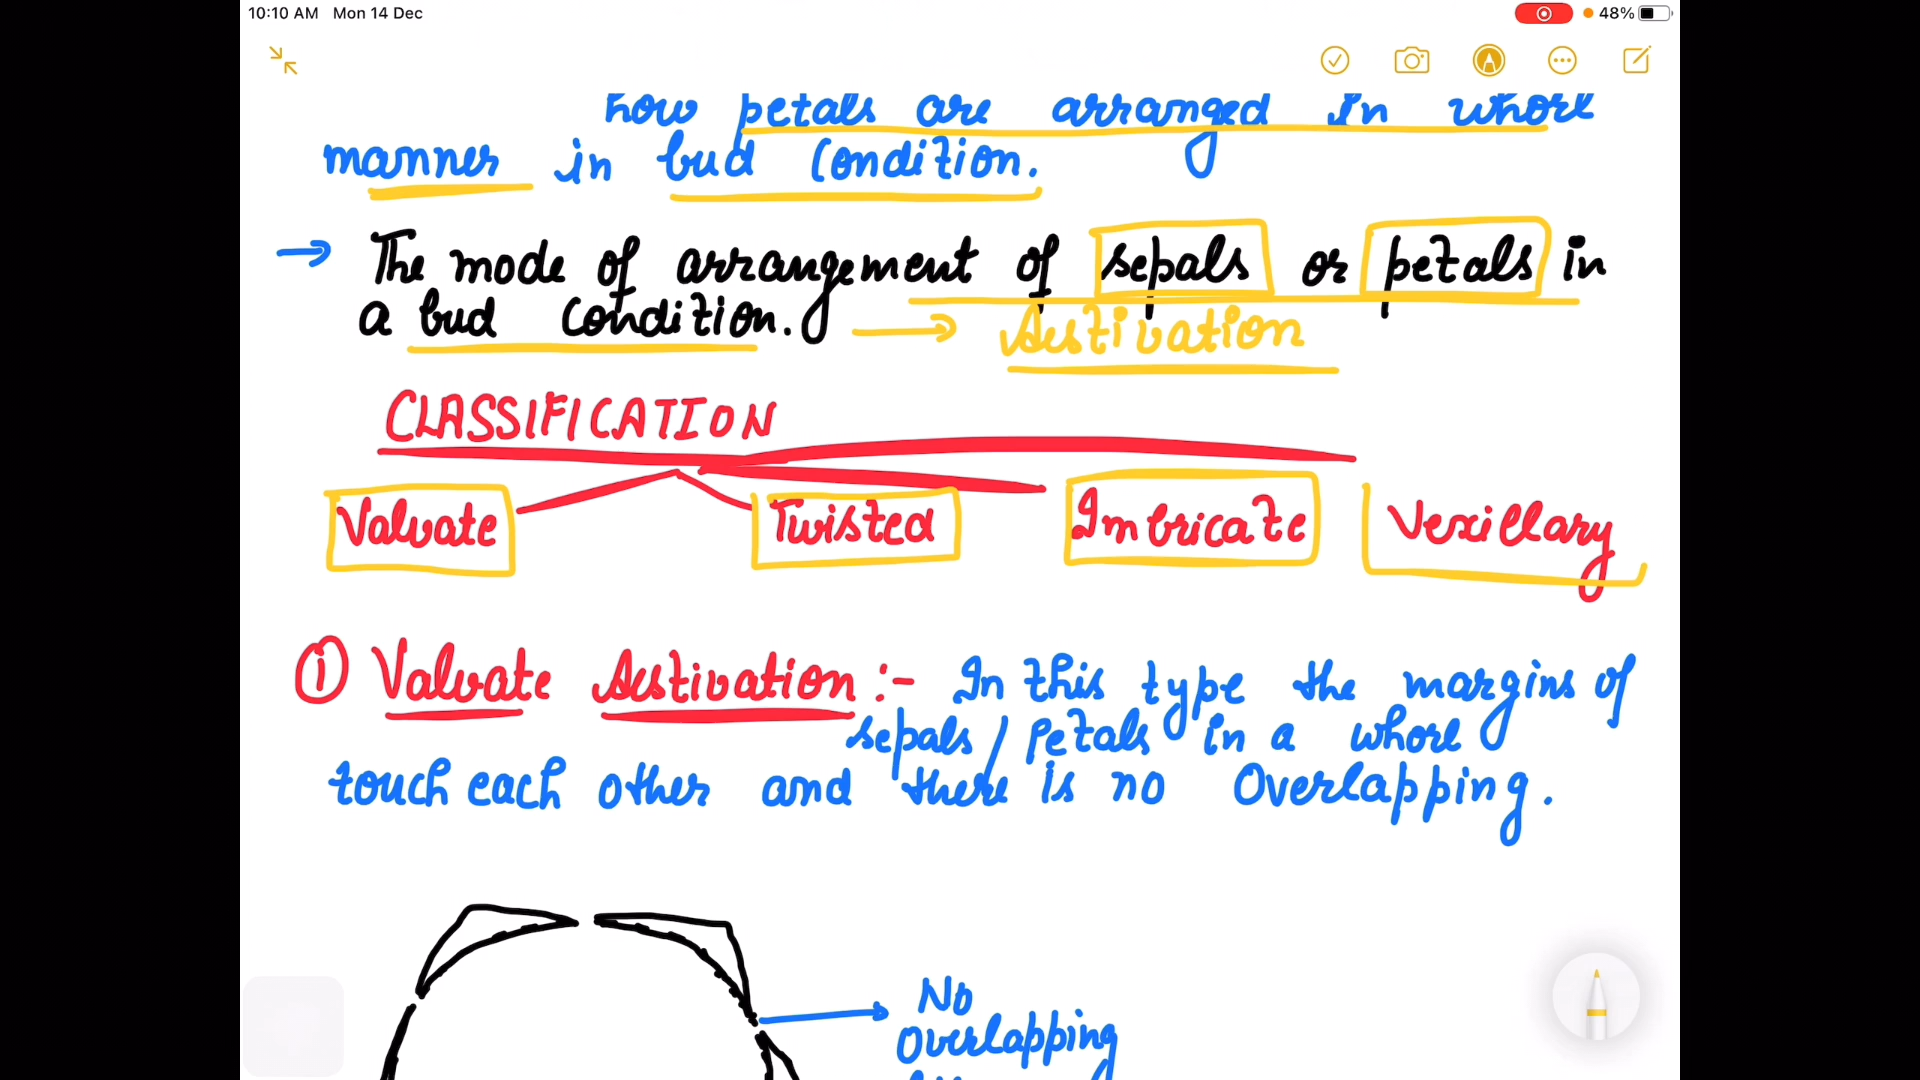 10:10 AM Mon 14 Dec
48%
how petals are arranged in whorl
manner in bud Condition.
→ The mode of arrangement of sepals or petals in
a bud condition. → Aestivation
CLASSIFICATION
Valvate Twisted Imbricate Vexillary
① Valvate Aestivation :- In this type the margins of
sepals / Petals in a whorl
touch each other and there is no Overlapping.
No
Overlapping